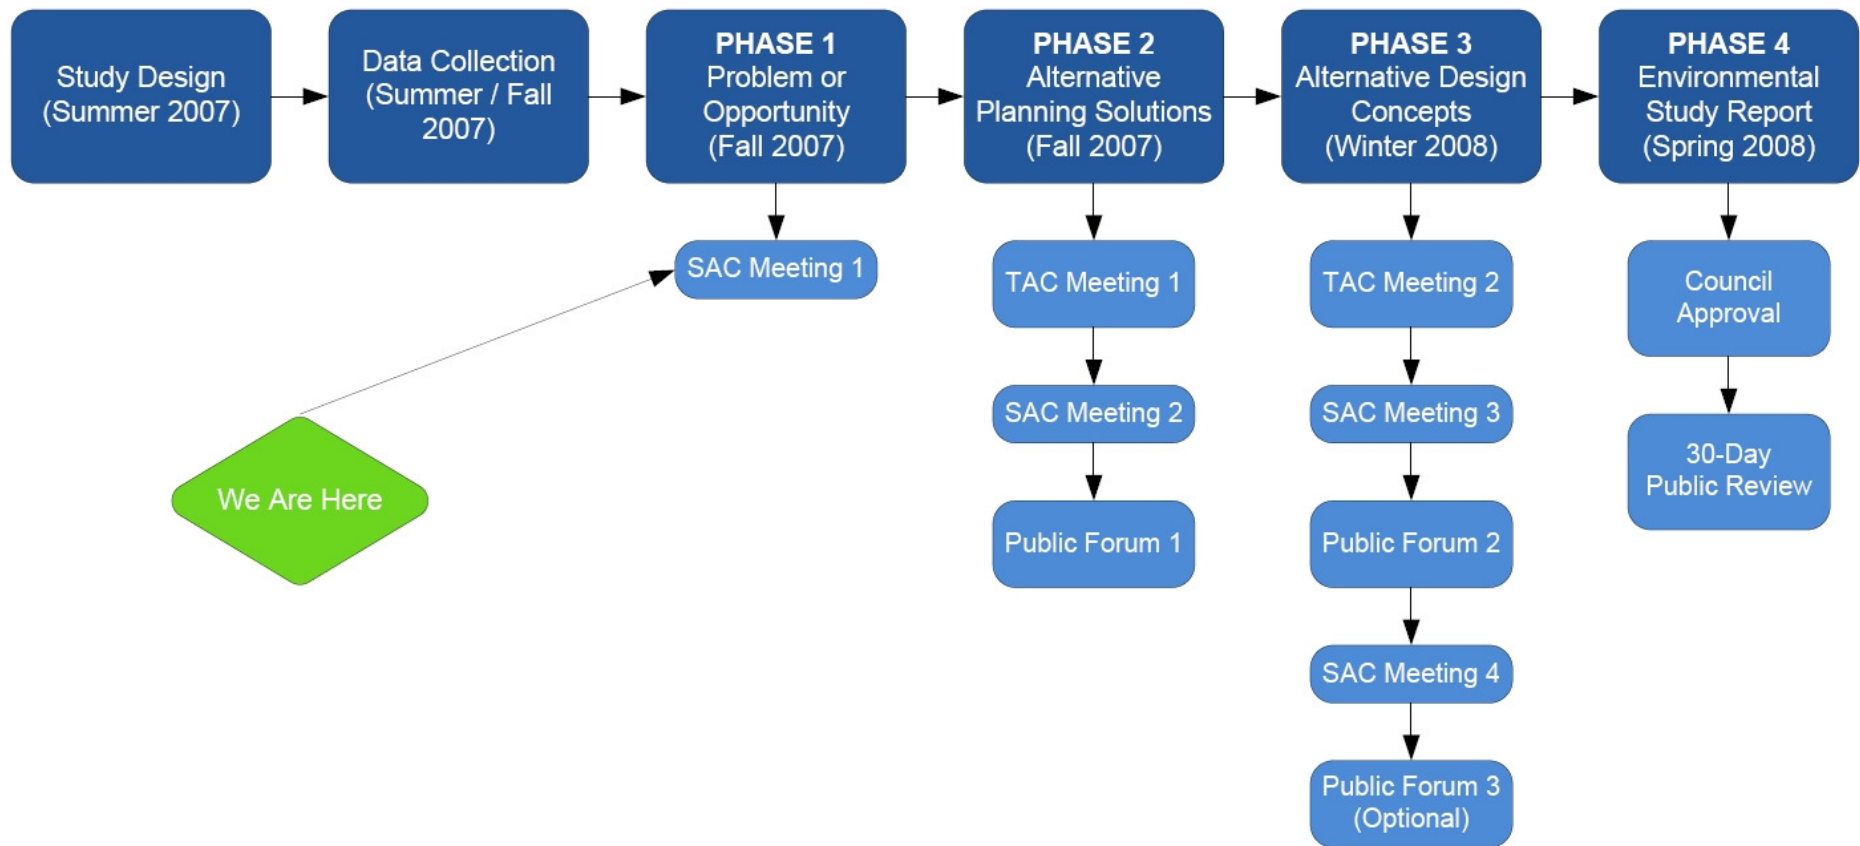 Study Design
(Summer 2007)
Data Collection
(Summer / Fall
2007)
PHASE 1
Problem or
Opportunity
(Fall 2007)
PHASE 2
Alternative
Planning Solutions
(Fall 2007)
PHASE 3
Alternative Design
Concepts
(Winter 2008)
PHASE 4
Environmental
Study Report
(Spring 2008)
SAC Meeting 1
TAC Meeting 1
SAC Meeting 2
Public Forum 1
TAC Meeting 2
SAC Meeting 3
Public Forum 2
SAC Meeting 4
Public Forum 3
(Optional)
Council
Approval
30-Day
Public Review
We Are Here